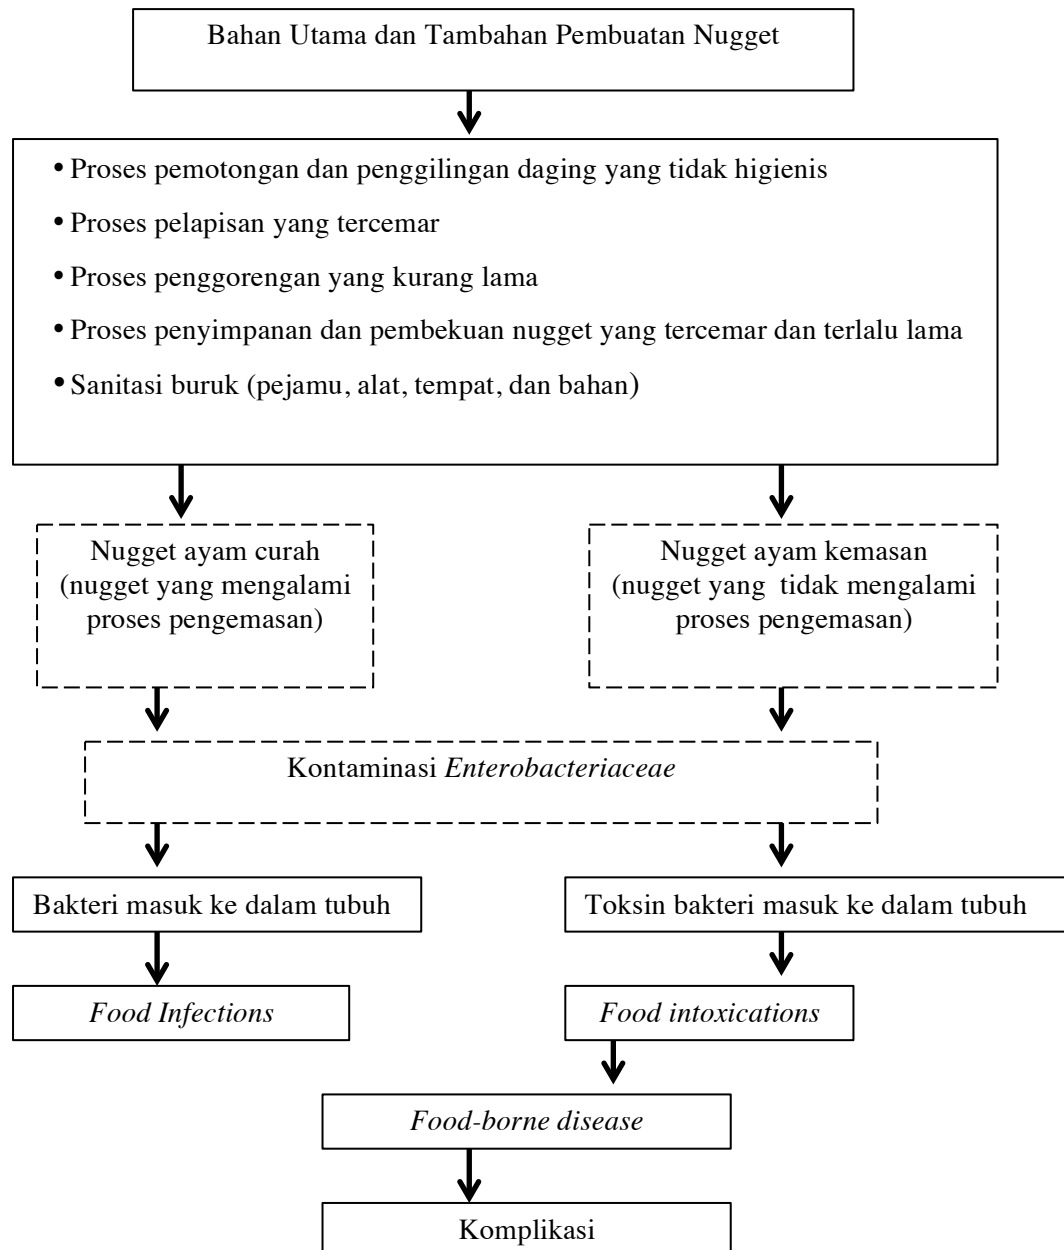 Bahan Utama dan Tambahan Pembuatan Nugget
• Proses pemotongan dan penggilingan daging yang tidak higienis
• Proses pelapisan yang tercemar
• Proses penggorengan yang kurang lama
• Proses penyimpanan dan pembekuan nugget yang tercemar dan terlalu lama
• Sanitasi buruk (pejamu, alat, tempat, dan bahan)
Nugget ayam curah
(nugget yang mengalami
proses pengemasan)
Nugget ayam kemasan
(nugget yang tidak mengalami
proses pengemasan)
Kontaminasi Enterobacteriaceae
Bakteri masuk ke dalam tubuh
Toksin bakteri masuk ke dalam tubuh
Food Infections
Food intoxications
Food-borne disease
Komplikasi